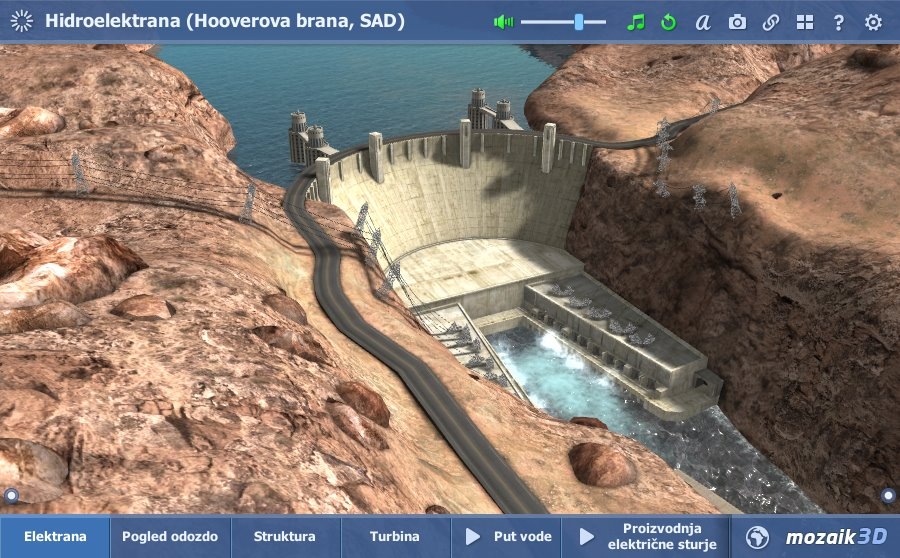 Hidroelektrana (Hooverova brana, SAD)
a
?
Elektrana
Pogled odozdo
Struktura
Turbina
Put vode
Proizvodnja
električne sturje
mozaik3D